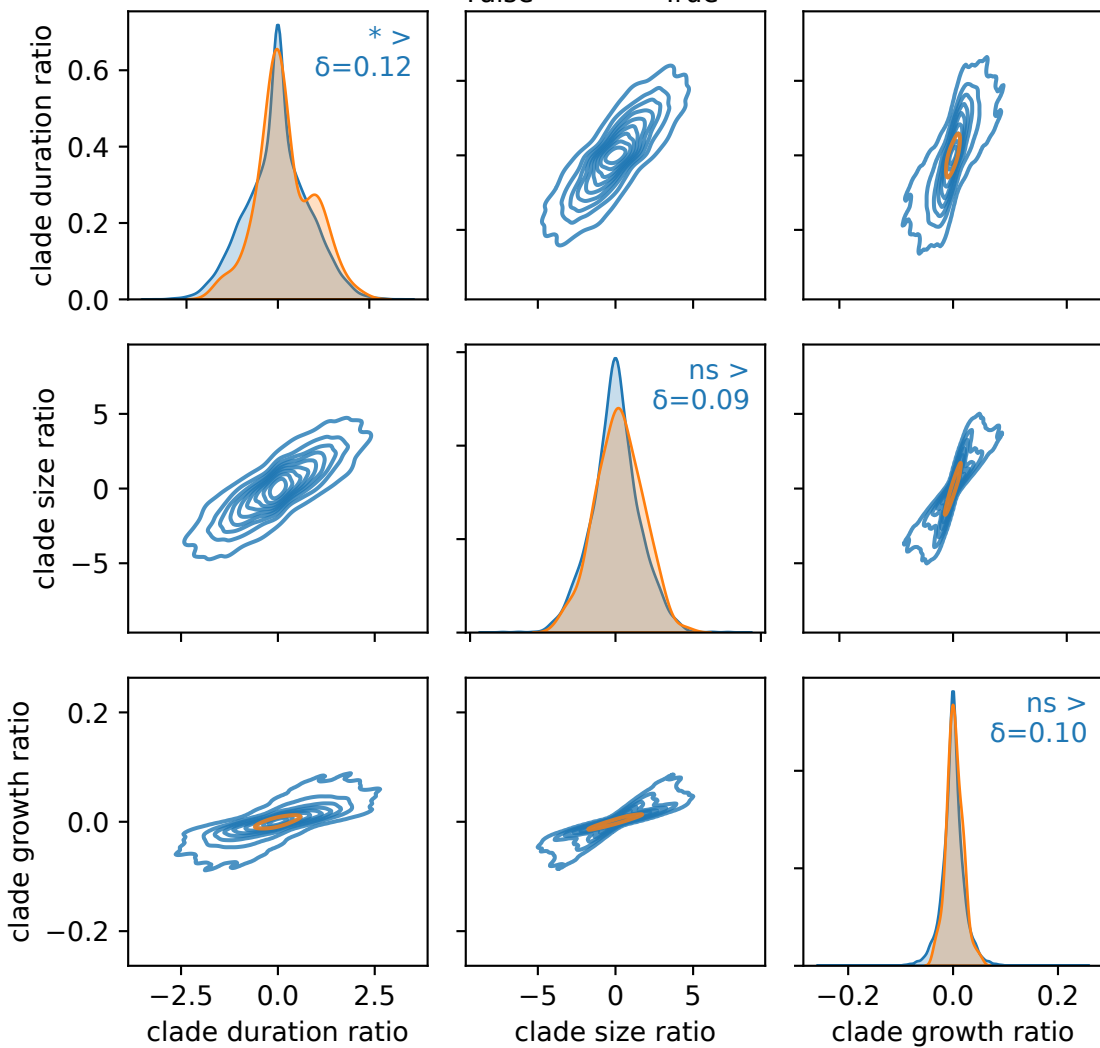 clade duration ratio
0.6
0.4
0.2
0.0
* >
δ=0.12
clade size ratio
5
0
−5
ns >
δ=0.09
clade growth ratio
0.2
0.0
−0.2
ns >
δ=0.10
−2.5 0.0 2.5
−5 0 5
−0.2 0.0 0.2
clade duration ratio
clade size ratio
clade growth ratio